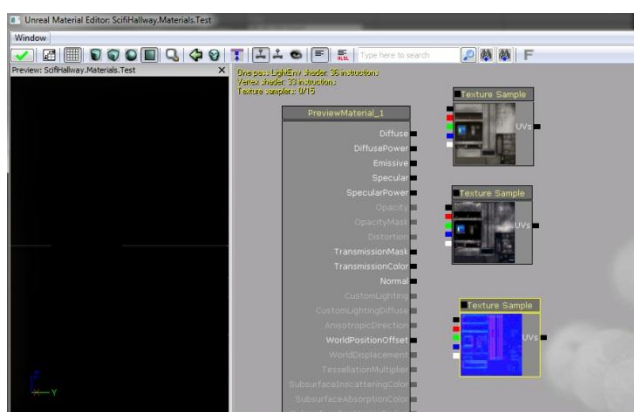 Unreal Material Editor: ScifiHallway.Materials.Test
Window
Type here to search
F
Preview: ScifiHallway.Materials.Test X
One pass LightEnv shader: 36 instructions
Vertex shader: 33 instructions
Texture samplers: 0/15
PreviewMaterial_1
Diffuse
DiffusePower
Emissive
Specular
SpecularPower
Opacity
OpacityMask
Distortion
TransmissionMask
TransmissionColor
Normal
CustomLighting
CustomLightingDiffuse
AnisotropicDirection
WorldPositionOffset
WorldDisplacement
TessellationMultiplier
SubsurfaceInscatteringColor
SubsurfaceAbsorptionColor
Texture Sample
UVs
Texture Sample
UVs
Texture Sample
UVs
Y